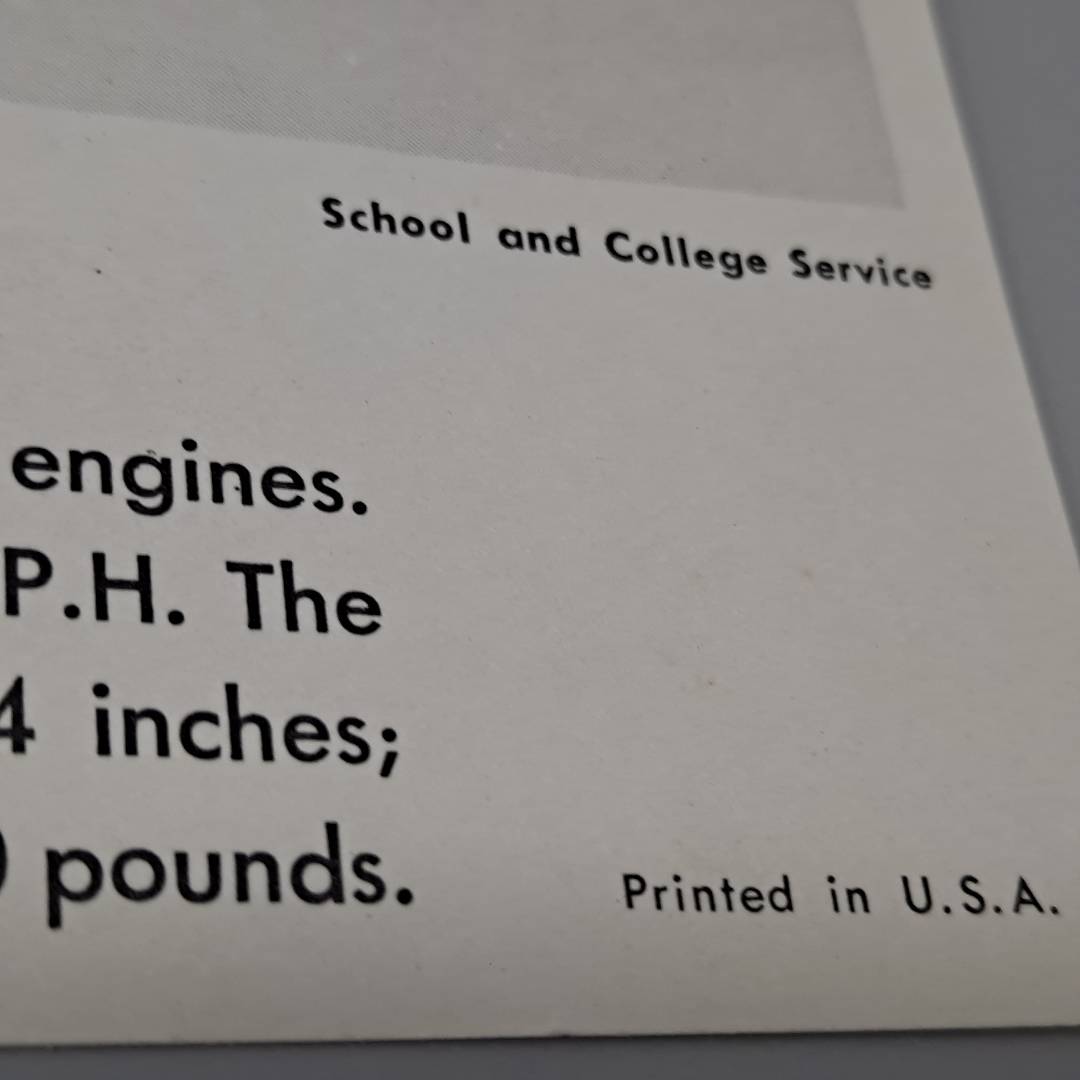 School and College Service
engines.
P.H. The
4 inches;
pounds.
Printed in U.S.A.